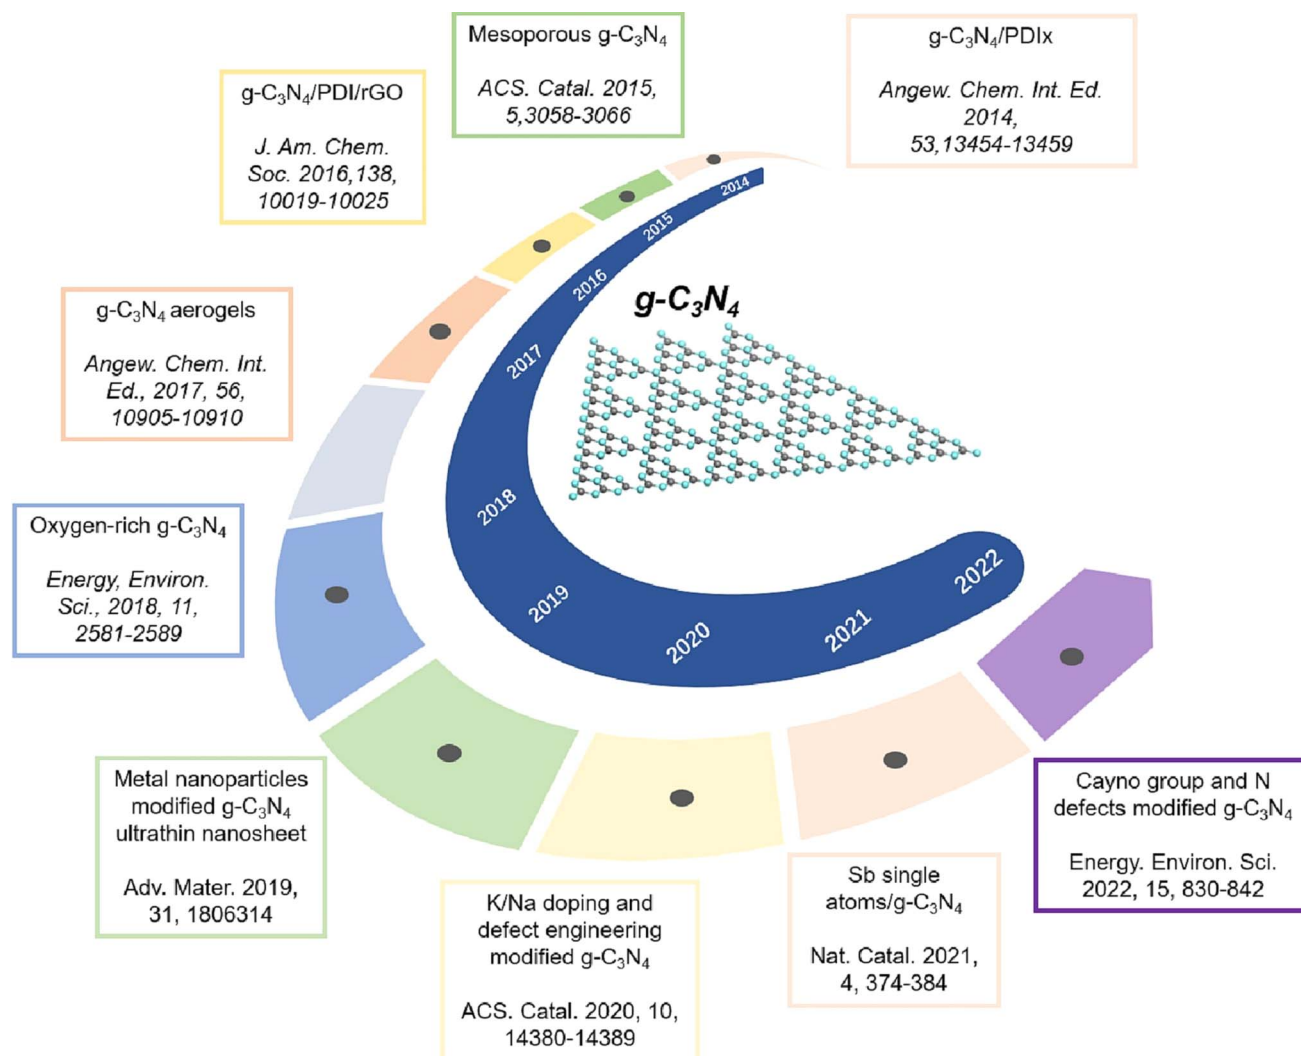 Mesoporous g-C₃N₄
ACS. Catal. 2015,
5,3058-3066
g-C₃N₄/PDIx
Angew. Chem. Int. Ed.
2014,
53,13454-13459
g-C₃N₄/PDI/rGO
J. Am. Chem.
Soc. 2016,138,
10019-10025
g-C₃N₄ aerogels
Angew. Chem. Int.
Ed., 2017, 56,
10905-10910
Oxygen-rich g-C₃N₄
Energy, Environ.
Sci., 2018, 11,
2581-2589
Metal nanoparticles
modified g-C₃N₄
ultrathin nanosheet
Adv. Mater. 2019,
31, 1806314
K/Na doping and
defect engineering
modified g-C₃N₄
ACS. Catal. 2020, 10,
14380-14389
Sb single
atoms/g-C₃N₄
Nat. Catal. 2021,
4, 374-384
Cayno group and N
defects modified g-C₃N₄
Energy. Environ. Sci.
2022, 15, 830-842
2014
2015
2016
2017
2018
2019
2020
2021
2022
g-C₃N₄